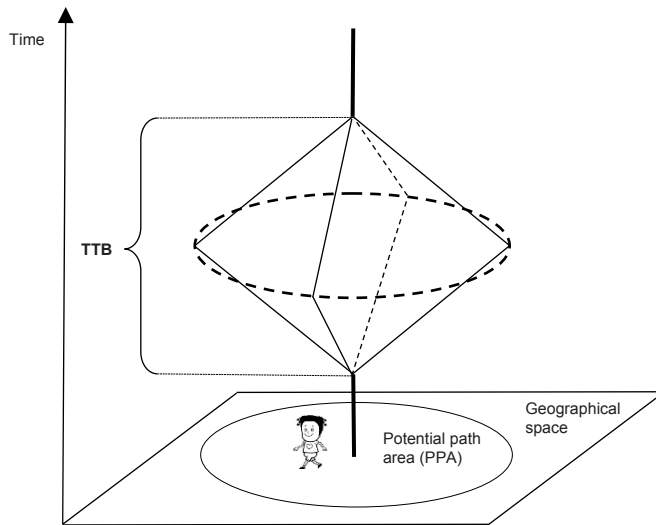 Time
TTB
Geographical
space
Potential path
area (PPA)